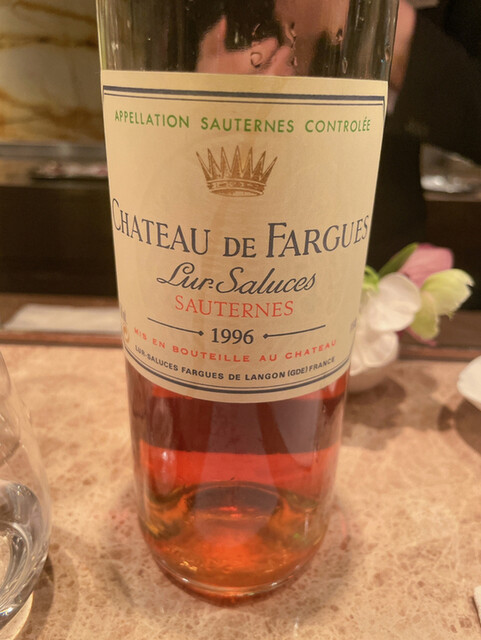 APPELLATION SAUTERNES CONTROLÉE
CHATEAU DE FARGUES
Lur-Saluces
SAUTERNES
1996
MIS EN BOUTEILLE AU CHATEAU
LUR-SALUCES FARGUES DE LANGON (GDE) FRANCE